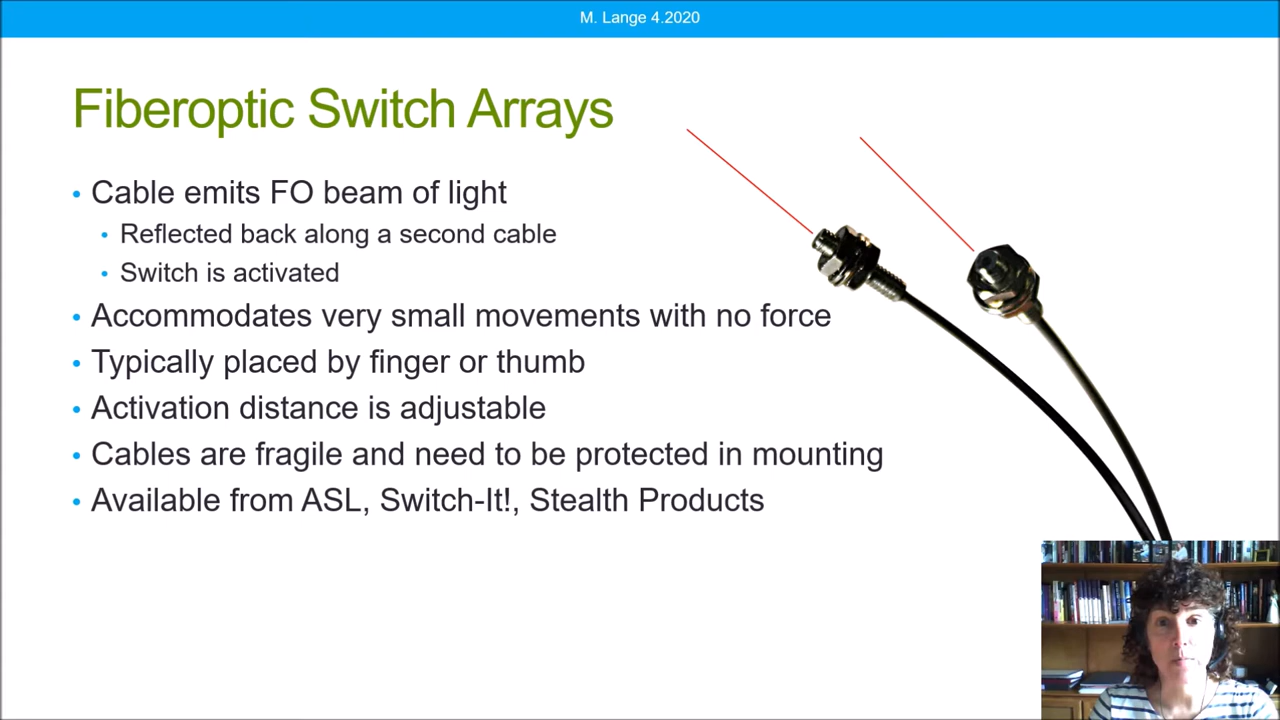 M. Lange 4.2020
Fiberoptic Switch Arrays
• Cable emits FO beam of light
• Reflected back along a second cable
• Switch is activated
• Accommodates very small movements with no force
• Typically placed by finger or thumb
• Activation distance is adjustable
• Cables are fragile and need to be protected in mounting
• Available from ASL, Switch-It!, Stealth Products